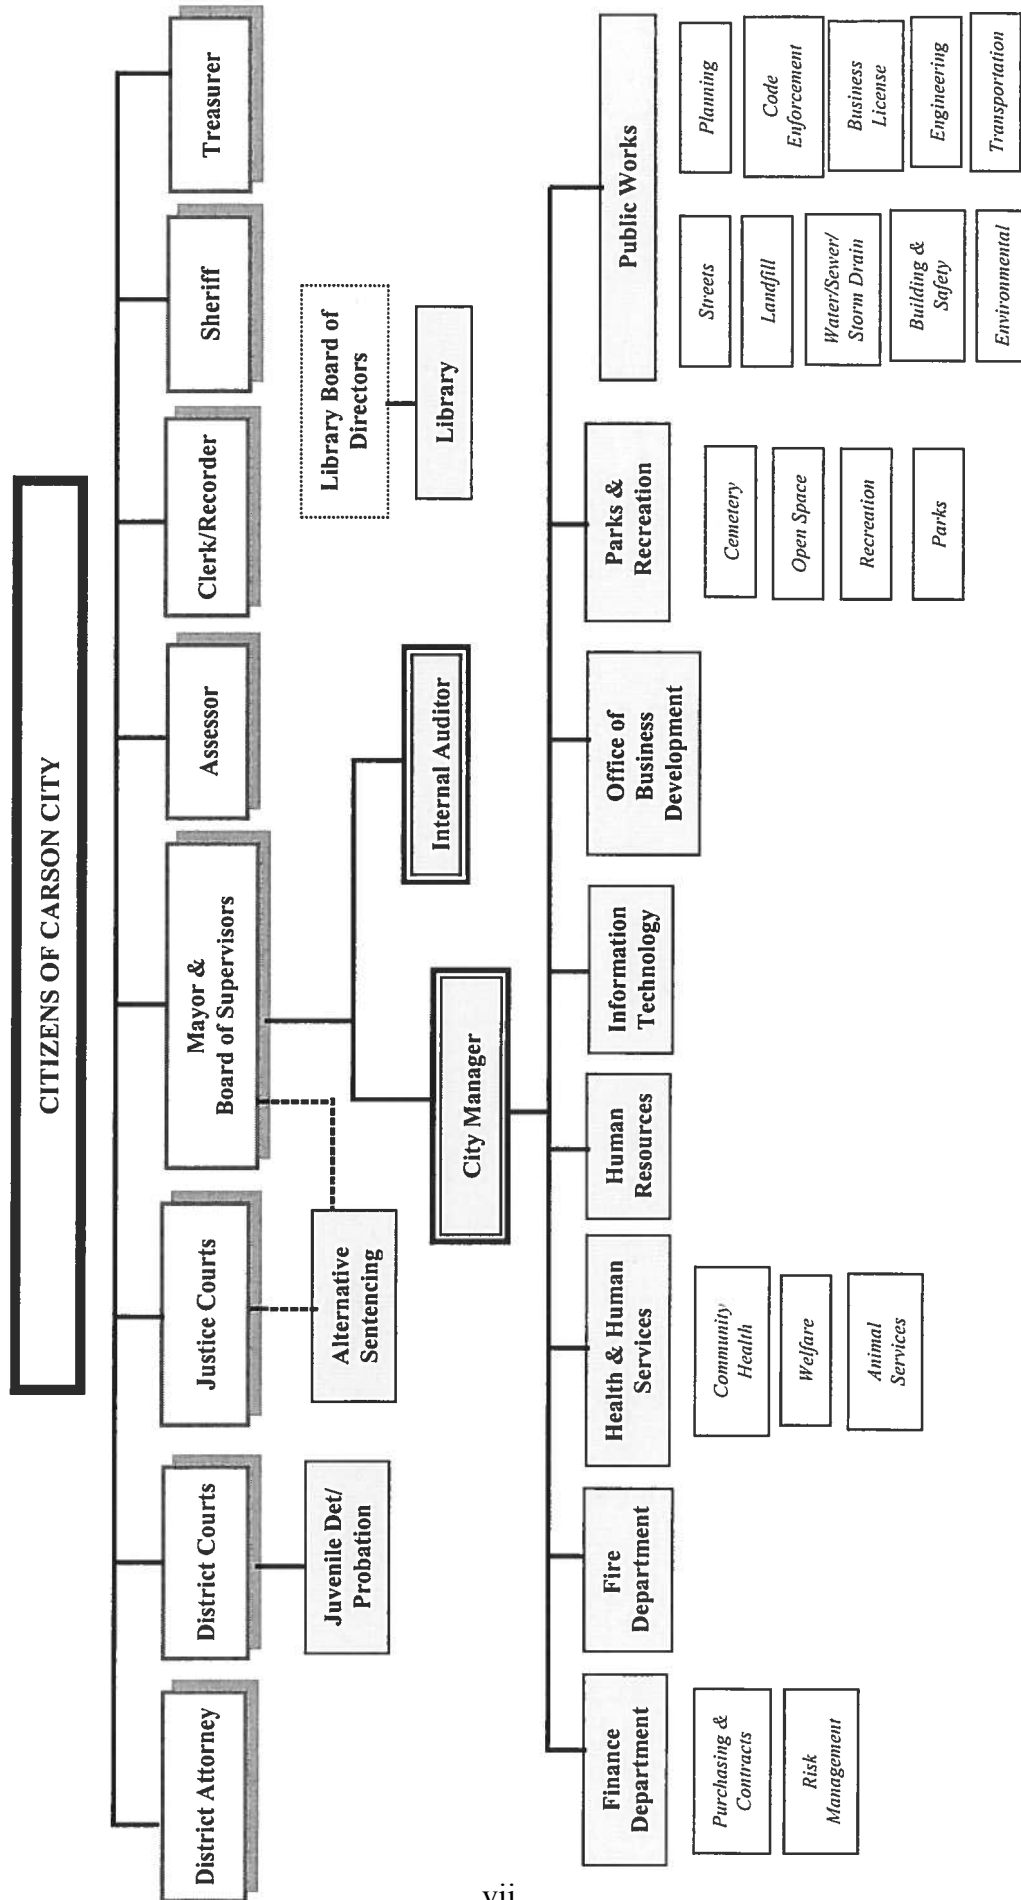 CITIZENS OF CARSON CITY
District Attorney
District Courts
Justice Courts
Mayor &
Board of Supervisors
Assessor
Clerk/Recorder
Sheriff
Treasurer
Juvenile Det/
Probation
Alternative
Sentencing
Library Board of
Directors
Library
City Manager
Internal Auditor
Finance
Department
Fire
Department
Health & Human
Services
Human
Resources
Information
Technology
Office of
Business
Development
Parks &
Recreation
Public Works
Purchasing &
Contracts
Risk
Management
Community
Health
Welfare
Animal
Services
Cemetery
Open Space
Recreation
Parks
Streets
Landfill
Water/Sewer/
Storm Drain
Building &
Safety
Environmental
Planning
Code
Enforcement
Business
License
Engineering
Transportation
vii